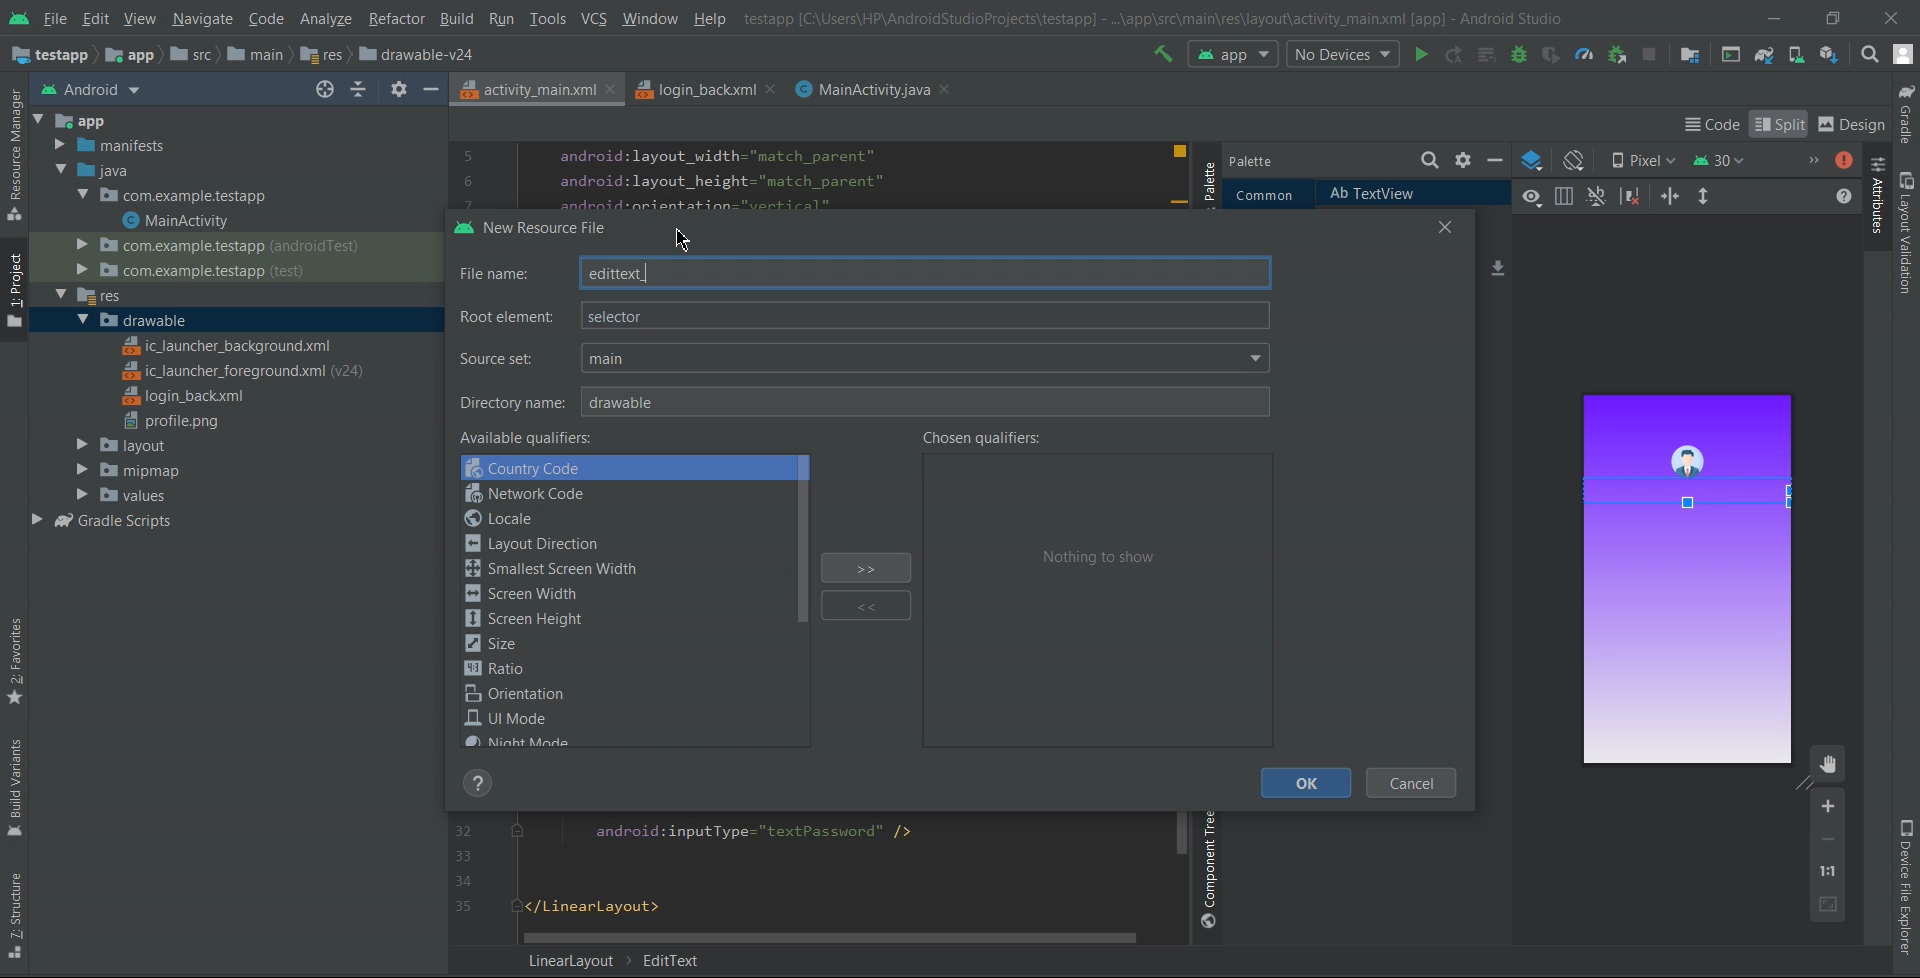 File Edit View Navigate Code Analyze Refactor Build Run Tools VCS Window Help testapp [C:\Users\HP\AndroidStudioProjects\testapp] - ...\app\src\main\res\layout\activity_main.xml [app] - Android Studio
testapp app src main res drawable-v24 app No Devices
Android activity_main.xml login_back.xml MainActivity.java
Code Split Design
app
manifests
java
com.example.testapp
MainActivity
com.example.testapp (androidTest)
com.example.testapp (test)
res
drawable
ic_launcher_background.xml
ic_launcher_foreground.xml (v24)
login_back.xml
profile.png
layout
mipmap
values
Gradle Scripts
Resource Manager
1: Project
2: Favorites
Build Variants
7: Structure
5 android:layout_width="match_parent"
6 android:layout_height="match_parent"
7 android:orientation="vertical"
Palette
Palette
Common Ab TextView
Pixel 30
New Resource File
File name: edittext_
Root element: selector
Source set: main
Directory name: drawable
Available qualifiers: Chosen qualifiers:
Country Code
Network Code
Locale
Layout Direction
Smallest Screen Width
Screen Width
Screen Height
Size
Ratio
Orientation
UI Mode
Night Mode
>>
<<
Nothing to show
? OK Cancel
32 android:inputType="textPassword" />
33
34
35 </LinearLayout>
Component Tree
LinearLayout > EditText
1:1
Gradle
Attributes
Layout Validation
Device File Explorer